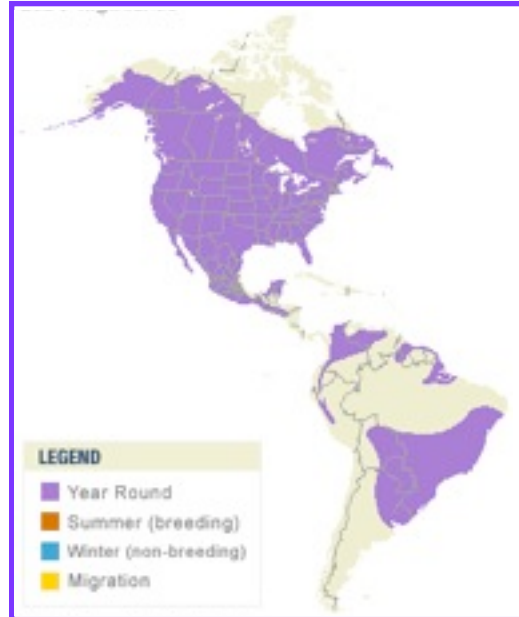 LEGEND
Year Round
Summer (breeding)
Winter (non-breeding)
Migration